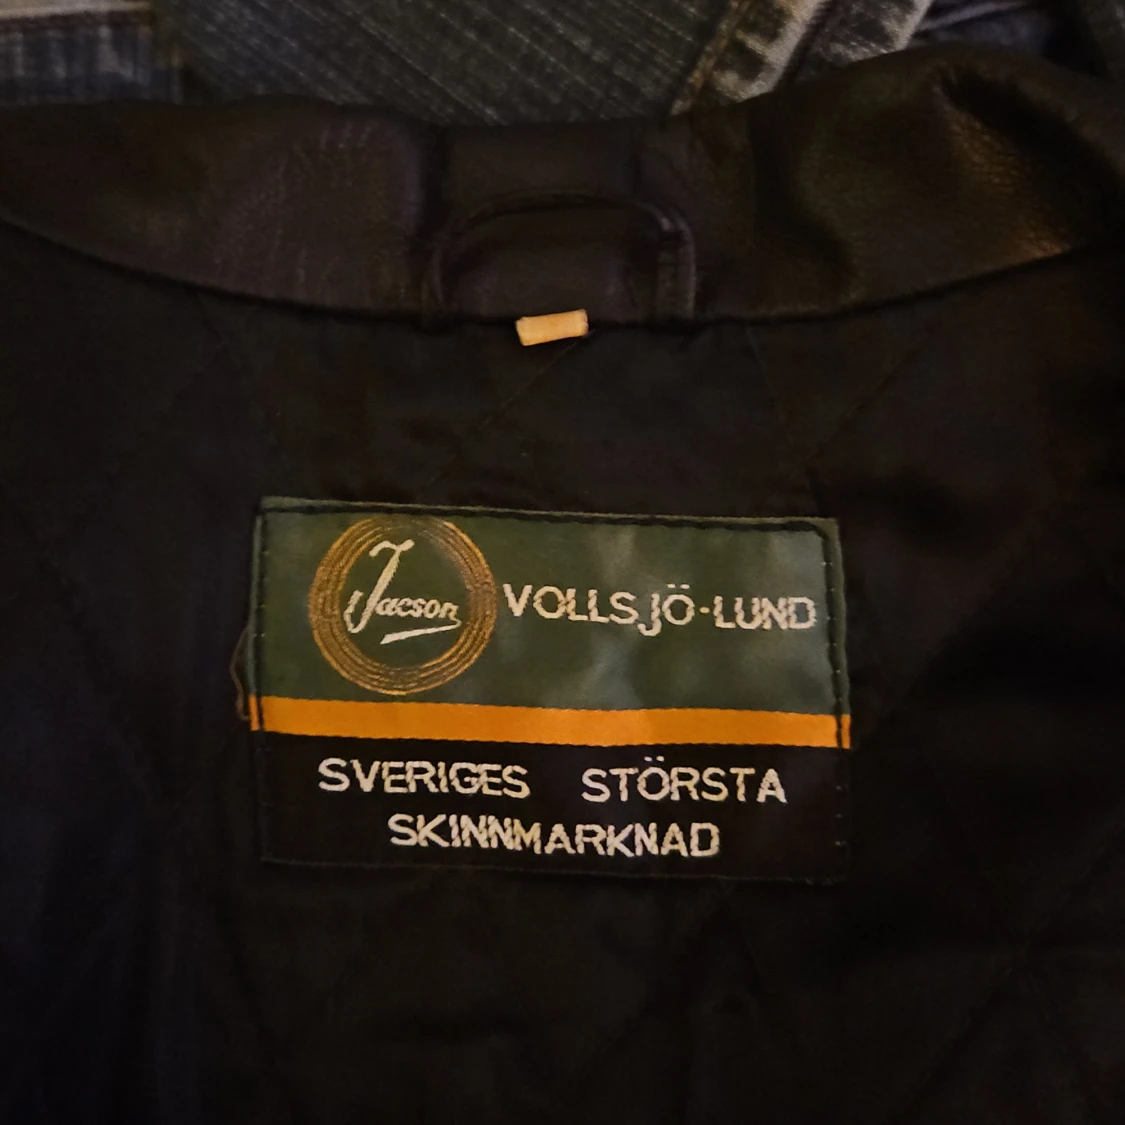 Jacson
VOLLSJÖ-LUND
SVERIGES STÖRSTA
SKINNMARKNAD